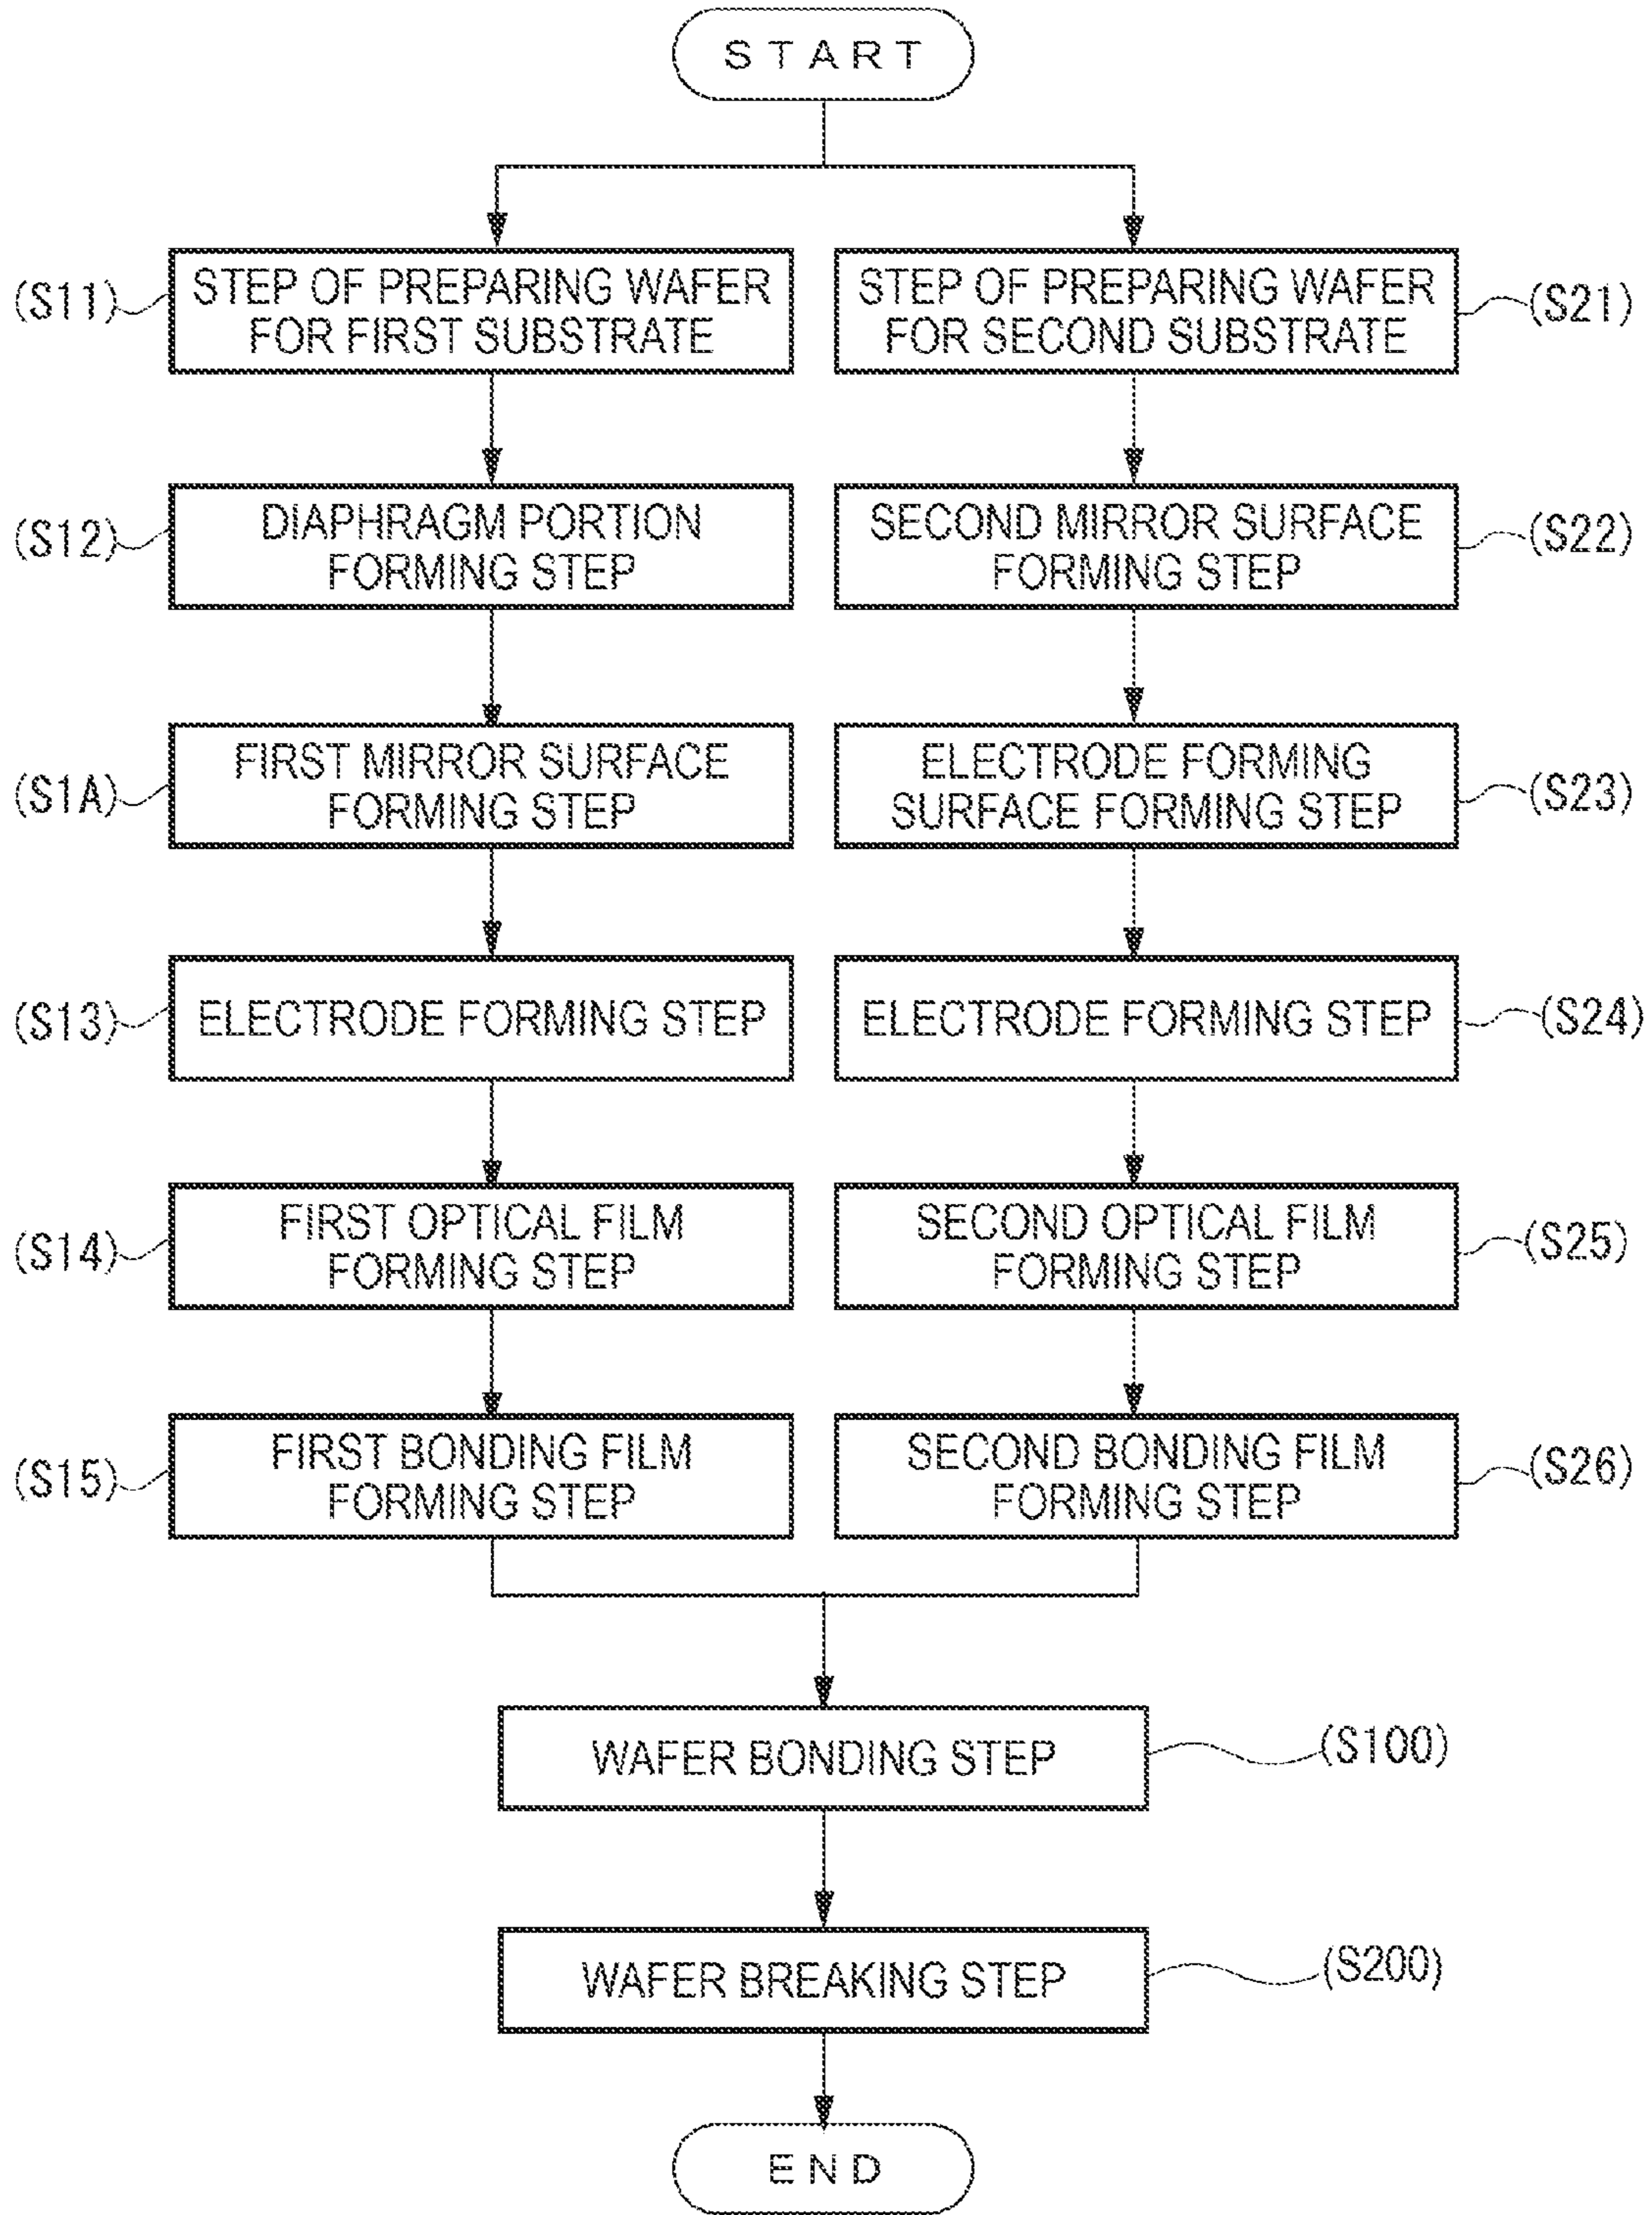 START
(S11)
STEP OF PREPARING WAFER
FOR FIRST SUBSTRATE
STEP OF PREPARING WAFER
FOR SECOND SUBSTRATE
(S21)
(S12)
DIAPHRAGM PORTION
FORMING STEP
SECOND MIRROR SURFACE
FORMING STEP
(S22)
(S1A)
FIRST MIRROR SURFACE
FORMING STEP
ELECTRODE FORMING
SURFACE FORMING STEP
(S23)
(S13)
ELECTRODE FORMING STEP
ELECTRODE FORMING STEP
(S24)
(S14)
FIRST OPTICAL FILM
FORMING STEP
SECOND OPTICAL FILM
FORMING STEP
(S25)
(S15)
FIRST BONDING FILM
FORMING STEP
SECOND BONDING FILM
FORMING STEP
(S26)
WAFER BONDING STEP
(S100)
WAFER BREAKING STEP
(S200)
END